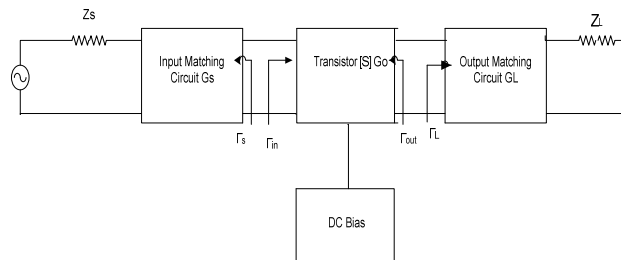 Zs
Input Matching
Circuit Gs
Transistor [S] Go
Output Matching
Circuit GL
ZL
Γs
Γin
Γout
ΓL
DC Bias